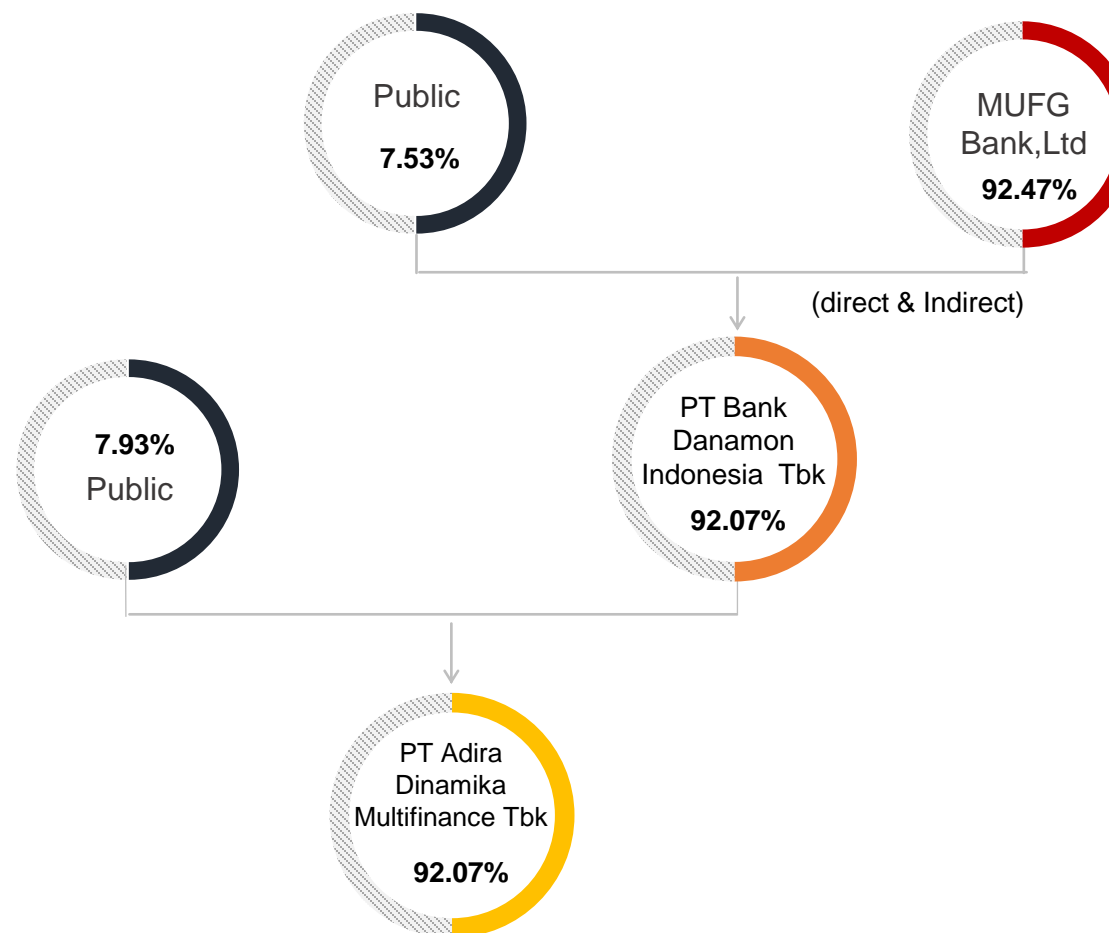 Public
7.53%
MUFG
Bank,Ltd
92.47%
(direct & Indirect)
7.93%
Public
PT Bank
Danamon
Indonesia Tbk
92.07%
PT Adira
Dinamika
Multifinance Tbk
92.07%